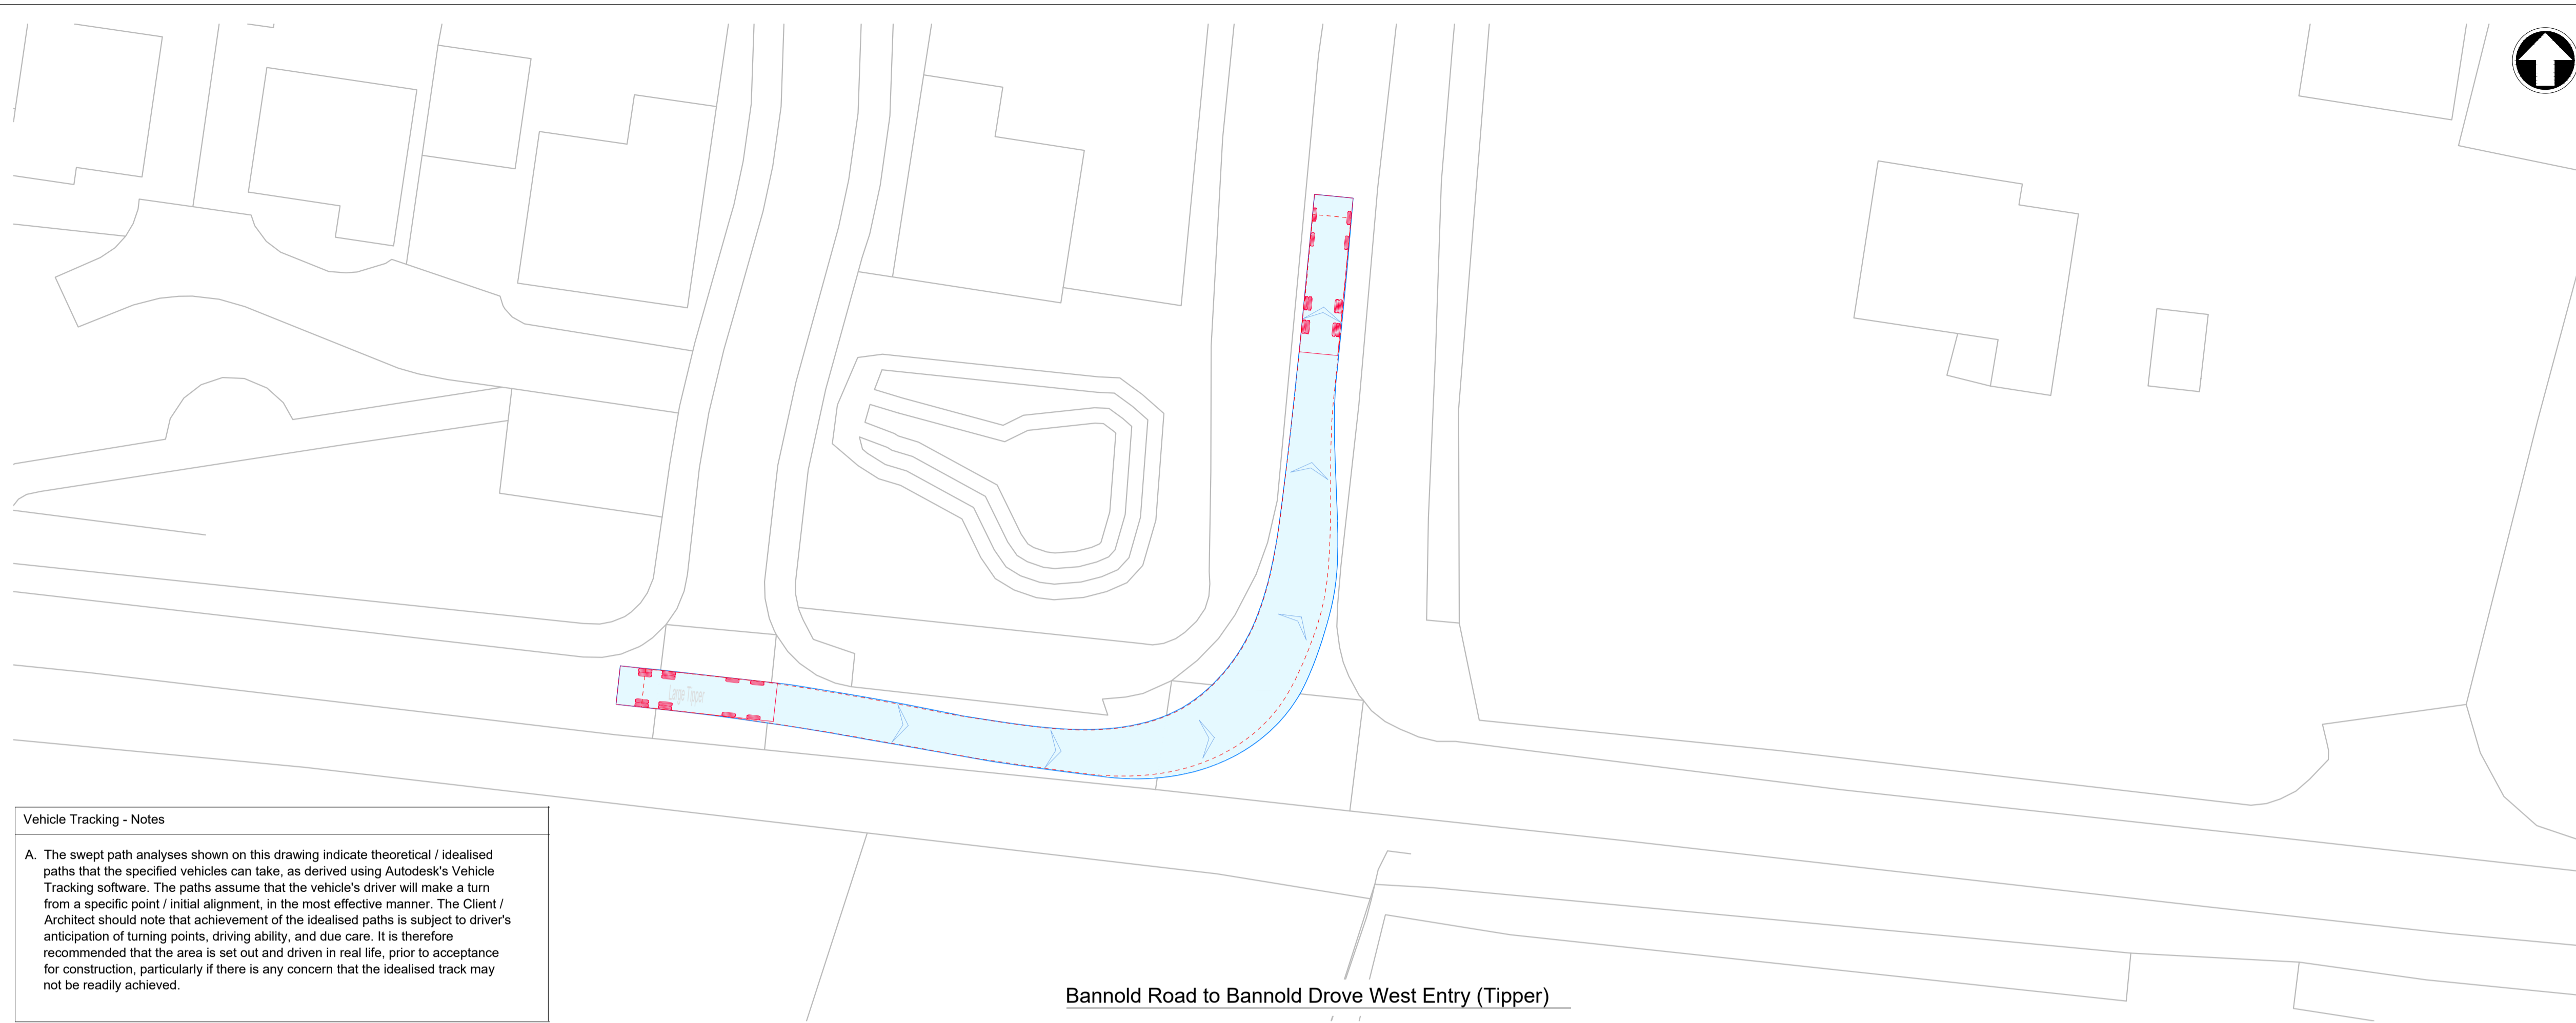 Large Tipper
Vehicle Tracking - Notes
A. The swept path analyses shown on this drawing indicate theoretical / idealised
paths that the specified vehicles can take, as derived using Autodesk's Vehicle
Tracking software. The paths assume that the vehicle's driver will make a turn
from a specific point / initial alignment, in the most effective manner. The Client /
Architect should note that achievement of the idealised paths is subject to driver's
anticipation of turning points, driving ability, and due care. It is therefore
recommended that the area is set out and driven in real life, prior to acceptance
for construction, particularly if there is any concern that the idealised track may
not be readily achieved.
Bannold Road to Bannold Drove West Entry (Tipper)